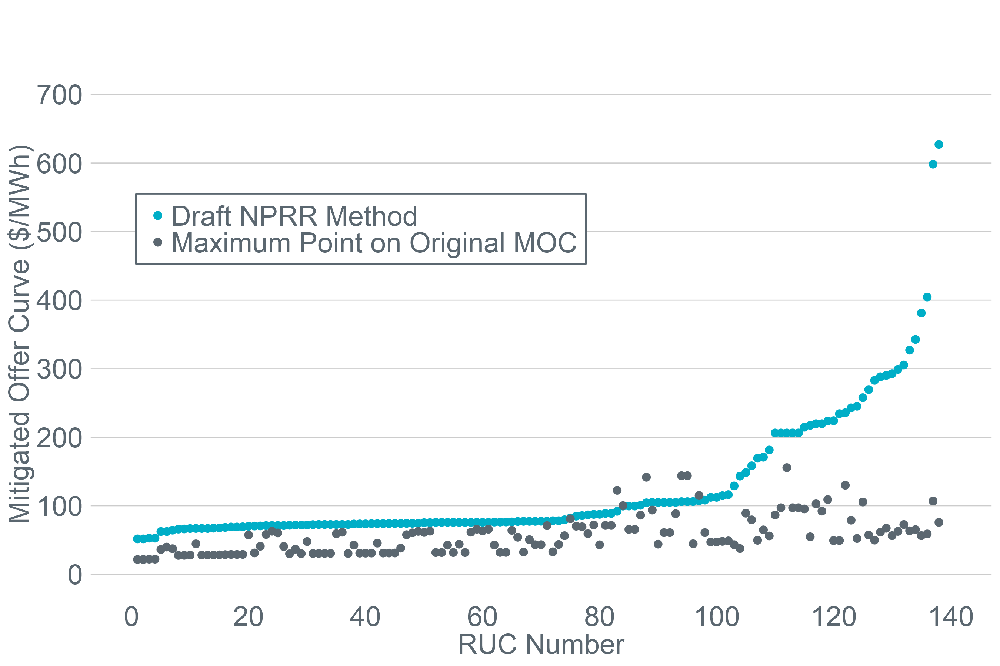 700
600
500
400
300
200
100
0
Mitigated Offer Curve ($/MWh)
Draft NPRR Method
Maximum Point on Original MOC
0 20 40 60 80 100 120 140
RUC Number